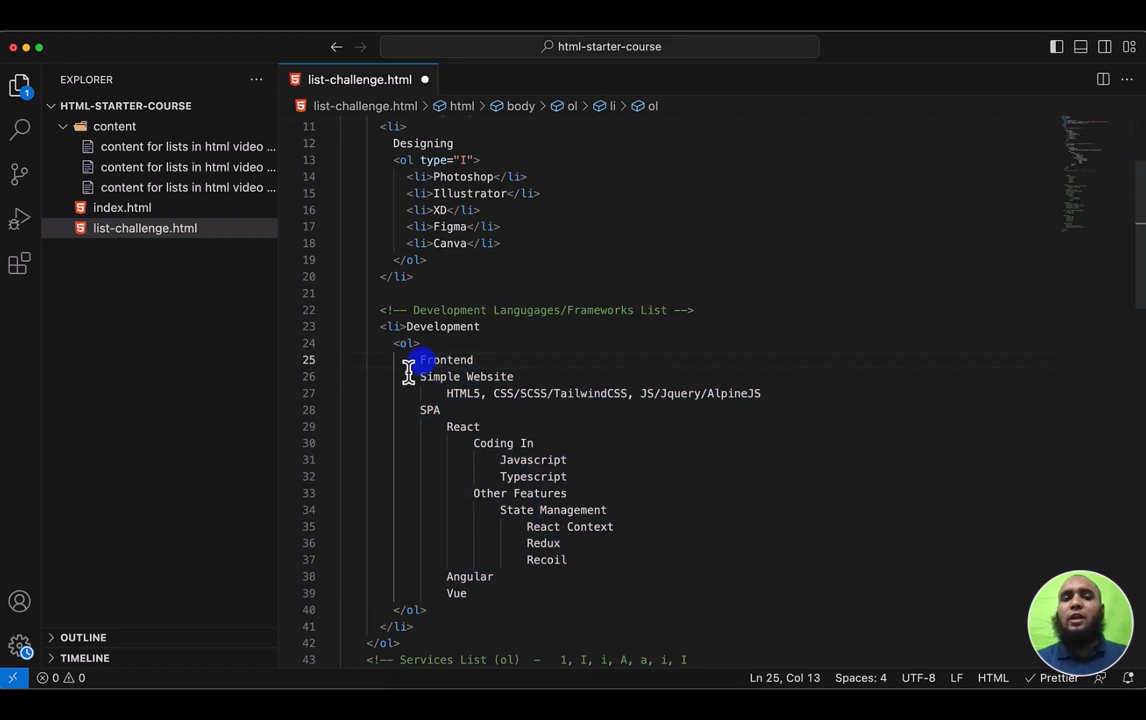 html-starter-course
EXPLORER
HTML-STARTER-COURSE
content
content for lists in html video ...
content for lists in html video ...
content for lists in html video ...
index.html
list-challenge.html
OUTLINE
TIMELINE
1
list-challenge.html
list-challenge.html > html > body > ol > li > ol
11 <li>
12 Designing
13 <ol type="I">
14 <li>Photoshop</li>
15 <li>Illustrator</li>
16 <li>XD</li>
17 <li>Figma</li>
18 <li>Canva</li>
19 </ol>
20 </li>
21
22 <!-- Development Langugages/Frameworks List -->
23 <li>Development
24 <ol>
25 Frontend
26 Simple Website
27 HTML5, CSS/SCSS/TailwindCSS, JS/Jquery/AlpineJS
28 SPA
29 React
30 Coding In
31 Javascript
32 Typescript
33 Other Features
34 State Management
35 React Context
36 Redux
37 Recoil
38 Angular
39 Vue
40 </ol>
41 </li>
42 </ol>
43 <!-- Services List (ol) - 1, I, i, A, a, i, I
0 0 Ln 25, Col 13 Spaces: 4 UTF-8 LF HTML Prettier